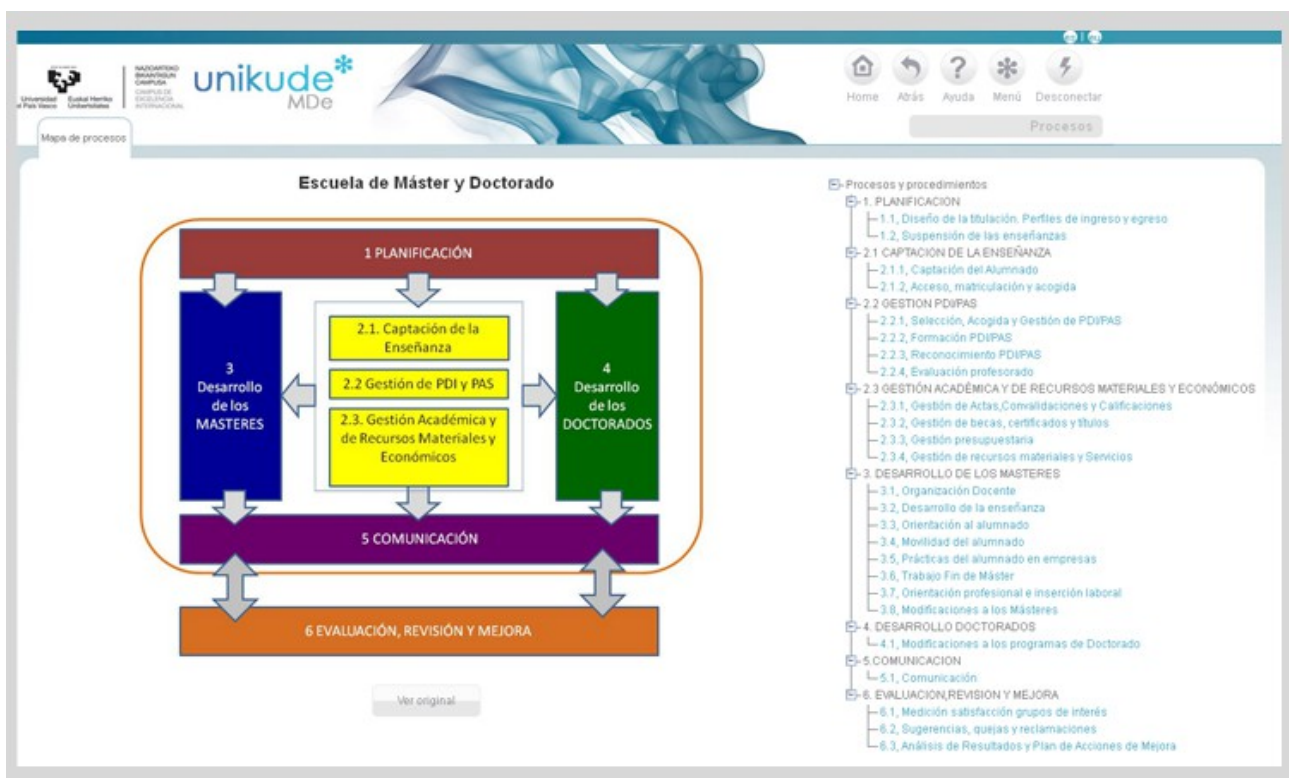 NAZIOARTEKO
BIKAINTASUN
CAMPUSA
CAMPUS DE
EXCELENCIA
INTERNACIONAL
Universidad Euskal Herriko
l País Vasco Unibertsitatea
unikude
MDe
es | eu
Home Atrás Ayuda Menú Desconectar
Procesos
Mapa de procesos
Escuela de Máster y Doctorado
1 PLANIFICACIÓN
2.1. Captación de la
Enseñanza
2.2 Gestión de PDI y PAS
2.3. Gestión Académica y
de Recursos Materiales y
Económicos
3
Desarrollo
de los
MASTERES
4
Desarrollo
de los
DOCTORADOS
5 COMUNICACIÓN
6 EVALUACIÓN, REVISIÓN Y MEJORA
Ver original
Procesos y procedimientos
1. PLANIFICACION
1.1, Diseño de la titulación. Perfiles de ingreso y egreso
1.2, Suspensión de las enseñanzas
2.1 CAPTACION DE LA ENSEÑANZA
2.1.1, Captación del Alumnado
2.1.2, Acceso, matriculación y acogida
2.2 GESTION PDI/PAS
2.2.1, Selección, Acogida y Gestión de PDI/PAS
2.2.2, Formación PDI/PAS
2.2.3, Reconocimiento PDI/PAS
2.2.4, Evaluación profesorado
2.3 GESTIÓN ACADÉMICA Y DE RECURSOS MATERIALES Y ECONÓMICOS
2.3.1, Gestión de Actas,Convalidaciones y Calificaciones
2.3.2, Gestión de becas, certificados y títulos
2.3.3, Gestión presupuestaria
2.3.4, Gestión de recursos materiales y Servicios
3. DESARROLLO DE LOS MASTERES
3.1, Organización Docente
3.2, Desarrollo de la enseñanza
3.3, Orientación al alumnado
3.4, Movilidad del alumnado
3.5, Prácticas del alumnado en empresas
3.6, Trabajo Fin de Máster
3.7, Orientación profesional e inserción laboral
3.8, Modificaciones a los Másteres
4. DESARROLLO DOCTORADOS
4.1, Modificaciones a los programas de Doctorado
5.COMUNICACION
5.1, Comunicación
6. EVALUACION,REVISION Y MEJORA
6.1, Medición satisfacción grupos de interés
6.2, Sugerencias, quejas y reclamaciones
6.3, Análisis de Resultados y Plan de Acciones de Mejora